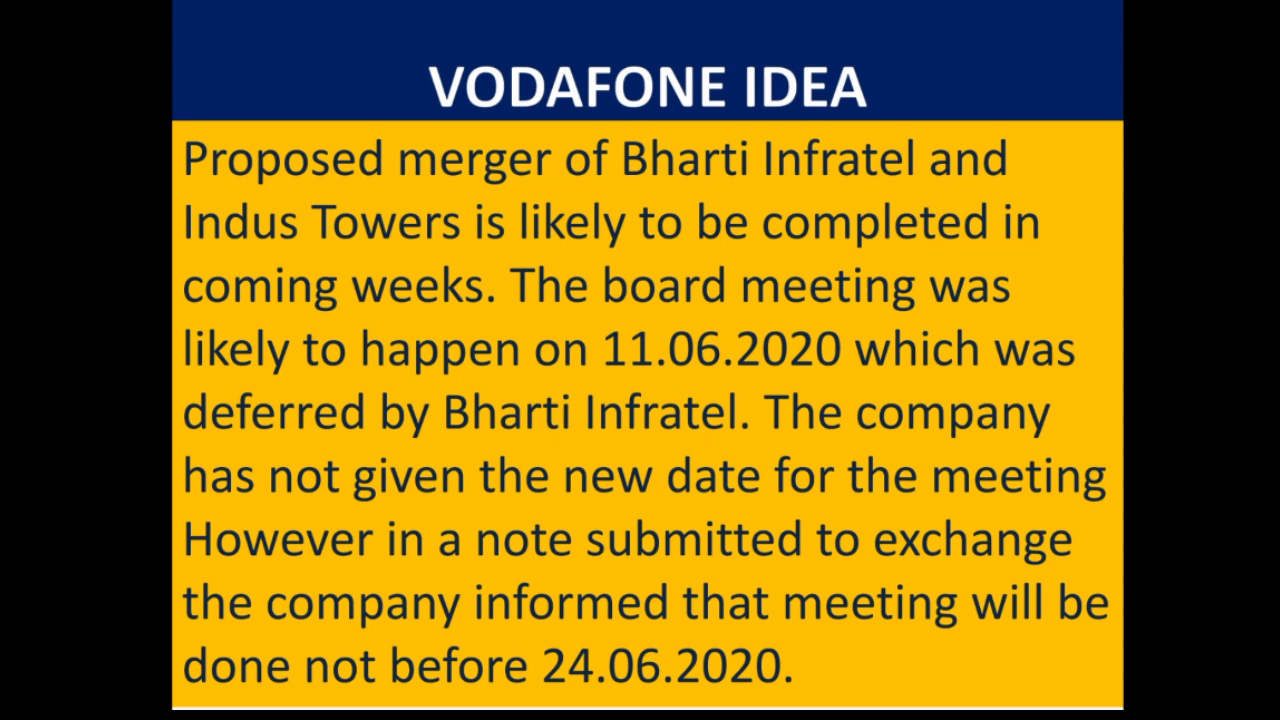 VODAFONE IDEA
Proposed merger of Bharti Infratel and
Indus Towers is likely to be completed in
coming weeks. The board meeting was
likely to happen on 11.06.2020 which was
deferred by Bharti Infratel. The company
has not given the new date for the meeting
However in a note submitted to exchange
the company informed that meeting will be
done not before 24.06.2020.